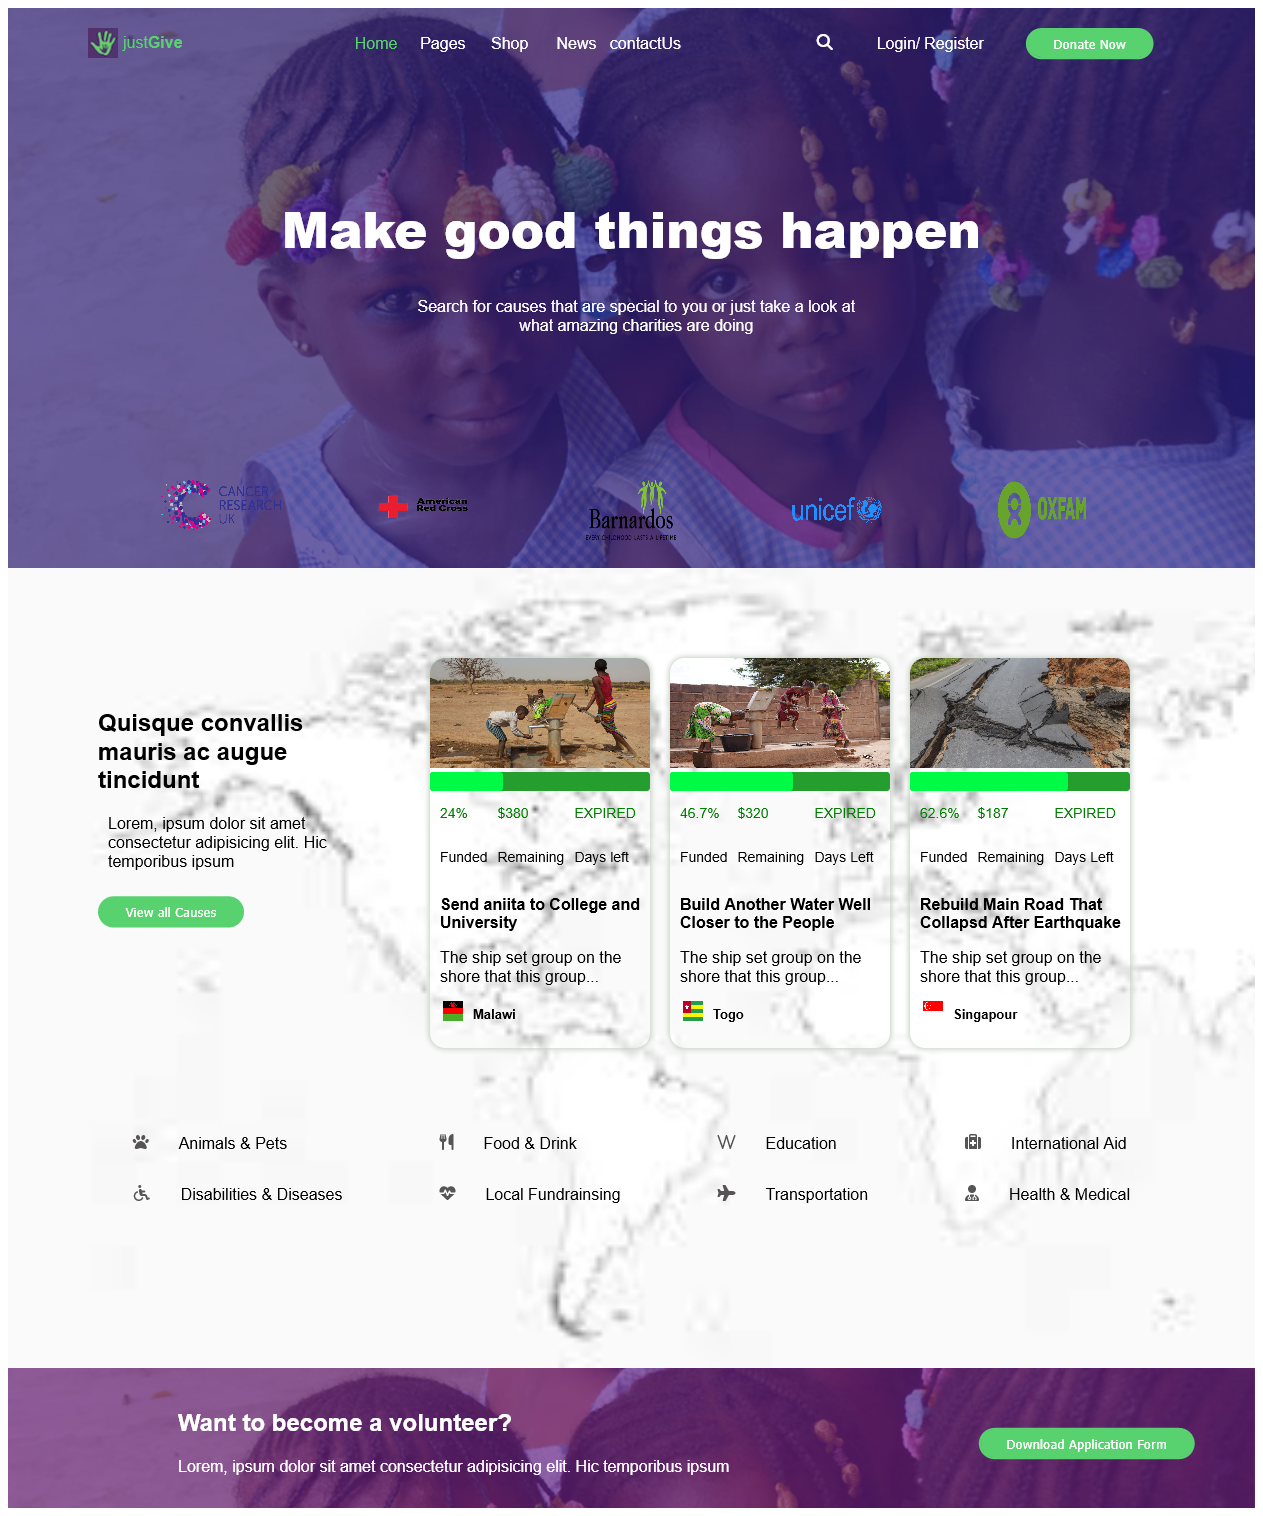 justGive
Home Pages Shop News contactUs
Login/ Register
Donate Now
Make good things happen
Search for causes that are special to you or just take a look at
what amazing charities are doing
CANCER
RESEARCH
UK
American
Red Cross
Barnardos
EVERY CHILDHOOD LASTS A LIFETIME
unicef
OXFAM
Quisque convallis
mauris ac augue
tincidunt
Lorem, ipsum dolor sit amet
consectetur adipisicing elit. Hic
temporibus ipsum
View all Causes
24% $380 EXPIRED
Funded Remaining Days left
Send aniita to College and
University
The ship set group on the
shore that this group...
Malawi
46.7% $320 EXPIRED
Funded Remaining Days Left
Build Another Water Well
Closer to the People
The ship set group on the
shore that this group...
Togo
62.6% $187 EXPIRED
Funded Remaining Days Left
Rebuild Main Road That
Collapsd After Earthquake
The ship set group on the
shore that this group...
Singapour
Animals & Pets
Food & Drink
Education
International Aid
Disabilities & Diseases
Local Fundrainsing
Transportation
Health & Medical
Want to become a volunteer?
Lorem, ipsum dolor sit amet consectetur adipisicing elit. Hic temporibus ipsum
Download Application Form